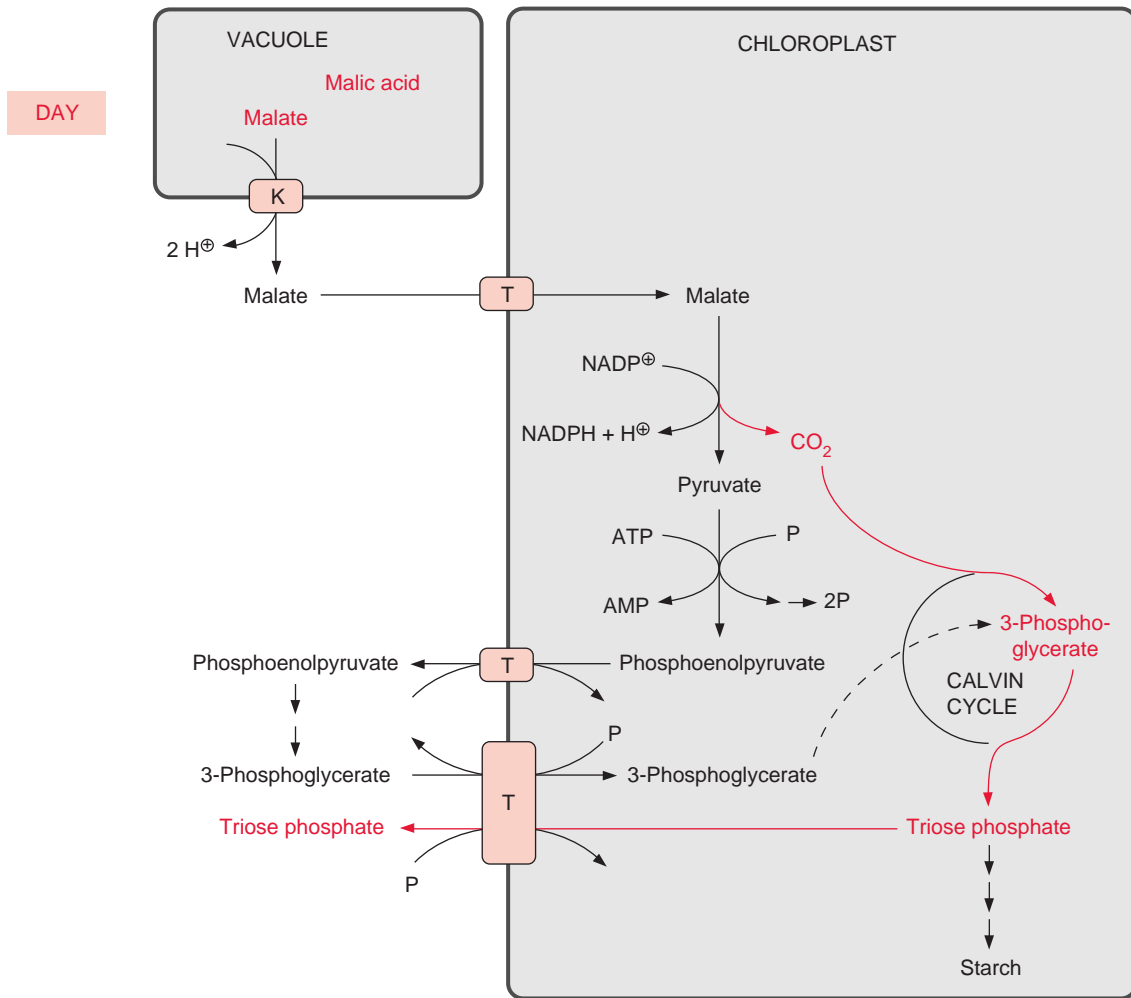 VACUOLE
CHLOROPLAST
Malic acid
DAY
Malate
K
2 H⊕
Malate
T
Malate
NADP⊕
NADPH + H⊕
CO₂
Pyruvate
ATP
P
AMP
2P
3-Phospho-
glycerate
Phosphoenolpyruvate
T
Phosphoenolpyruvate
CALVIN
CYCLE
P
3-Phosphoglycerate
T
3-Phosphoglycerate
Triose phosphate
Triose phosphate
P
Starch